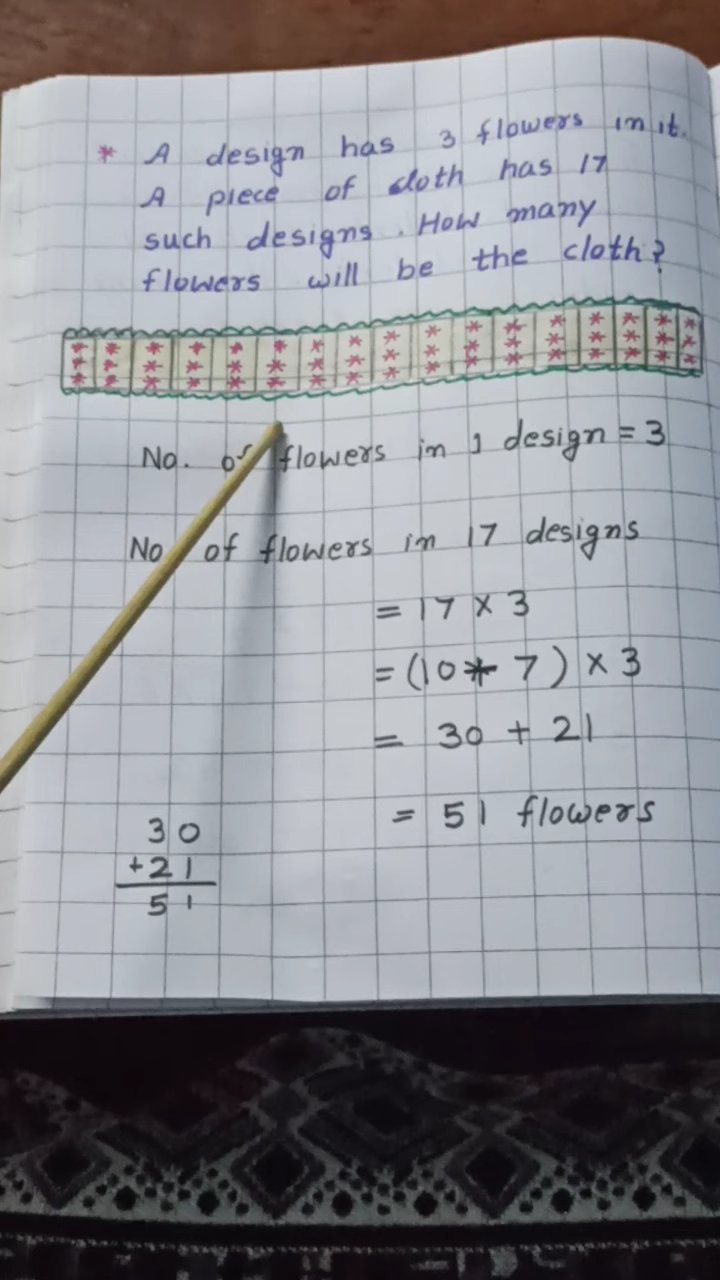 * A design has 3 flowers in it.
A piece of cloth has 17
such designs. How many
flowers will be the cloth?
No. of flowers in 1 design = 3
No of flowers in 17 designs
= 17 × 3
= (10 + 7) × 3
= 30 + 21
= 51 flowers
30
+21
51